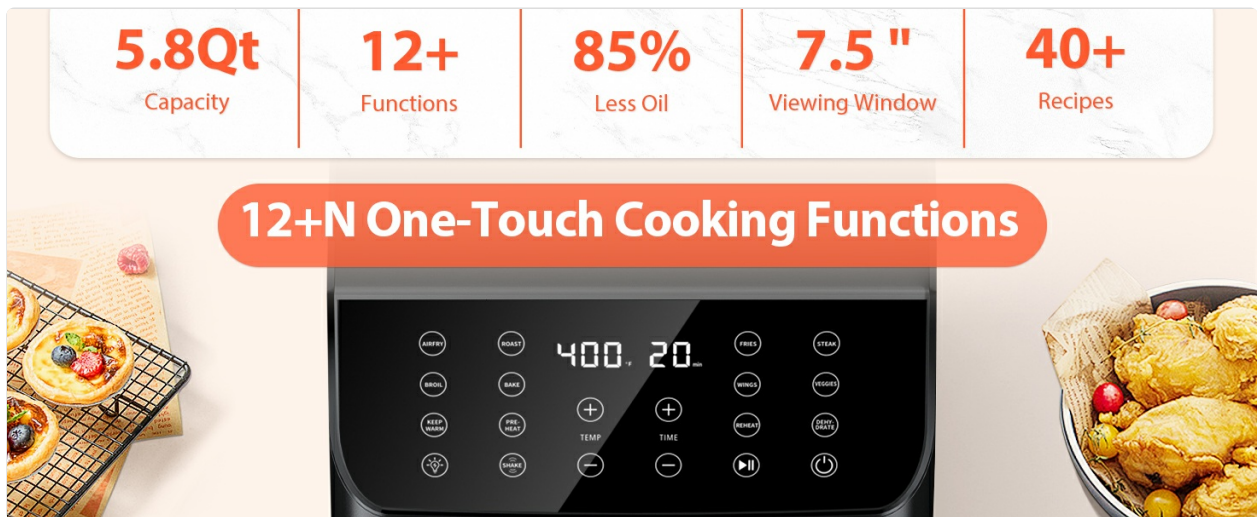 5.8Qt
Capacity
12+
Functions
85%
Less Oil
7.5 "
Viewing Window
40+
Recipes
12+N One-Touch Cooking Functions
AIRFRY
ROAST
400 °F 20 min
FRIES
STEAK
BROIL
BAKE
WINGS
VEGGIES
KEEP
WARM
PRE-
HEAT
TEMP
TIME
REHEAT
DEHY-
DRATE
SHAKE